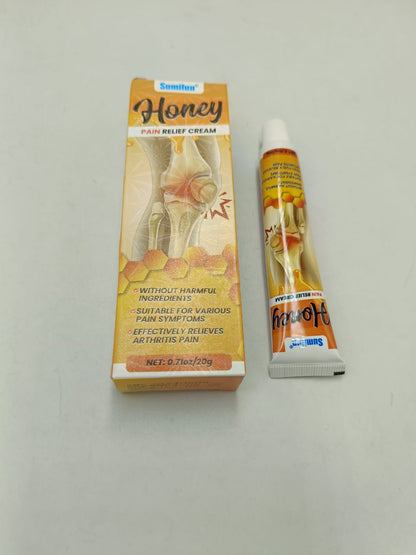 Sumifun®
Honey
PAIN RELIEF CREAM
WITHOUT HARMFUL
INGREDIENTS
SUITABLE FOR VARIOUS
PAIN SYMPTOMS
EFFECTIVELY RELIEVES
ARTHRITIS PAIN
NET: 0.71oz/20g
Sumifun®
Honey
PAIN RELIEF CREAM